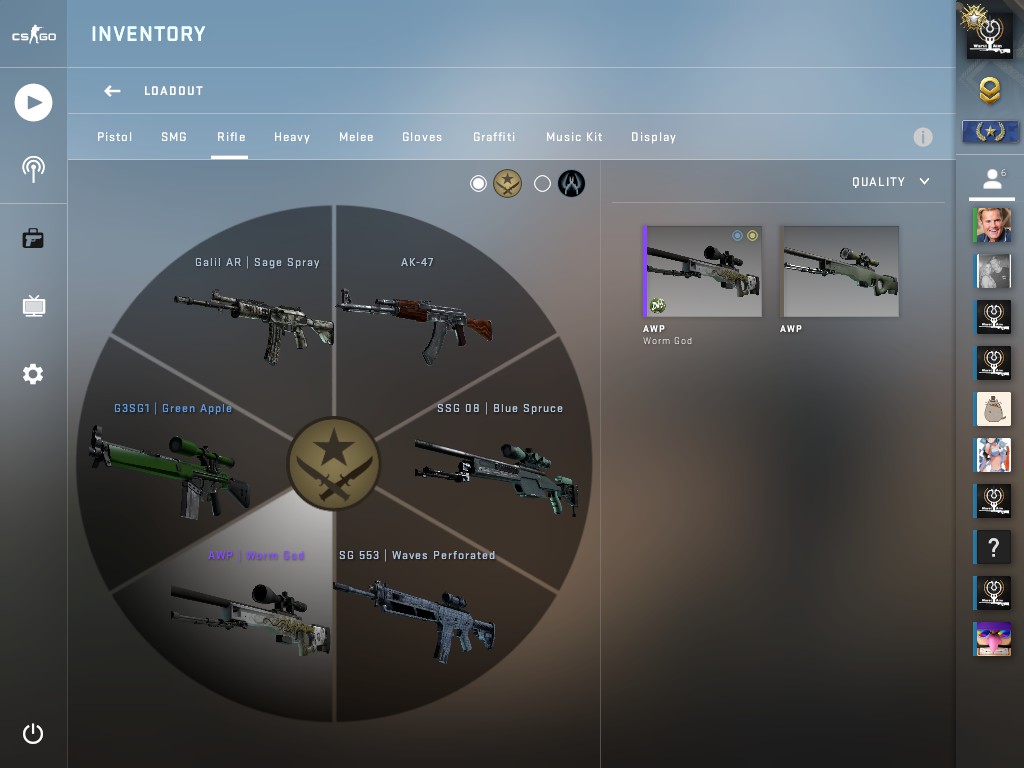 CS GO
INVENTORY
LOADOUT
Pistol SMG Rifle Heavy Melee Gloves Graffiti Music Kit Display
QUALITY
6
Galil AR | Sage Spray
AK-47
G3SG1 | Green Apple
SSG 08 | Blue Spruce
AWP | Worm God
SG 553 | Waves Perforated
AWP
Worm God
AWP
?